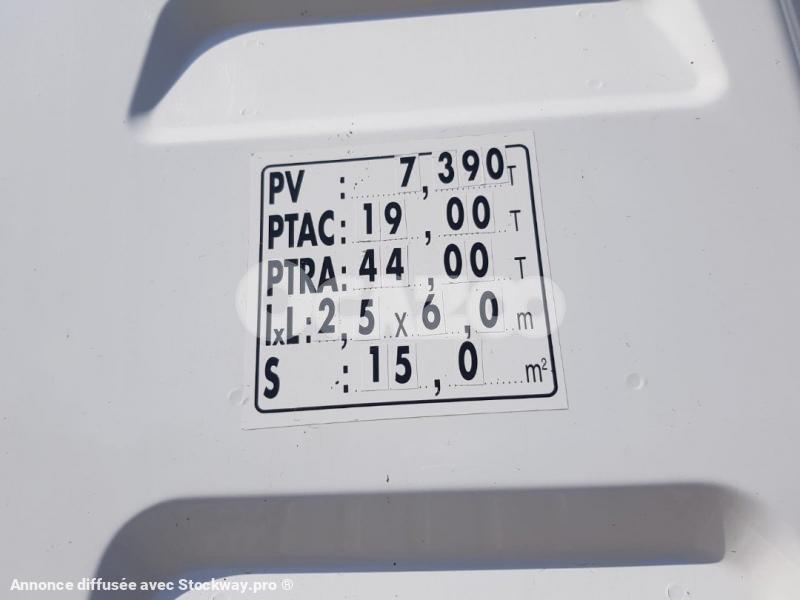 PV : 7,390 T
PTAC: 19,00 T
PTRA: 44,00 T
lxL: 2,5 x 6,0 m
S : 15,0 m²
Annonce diffusée avec Stockway.pro ®